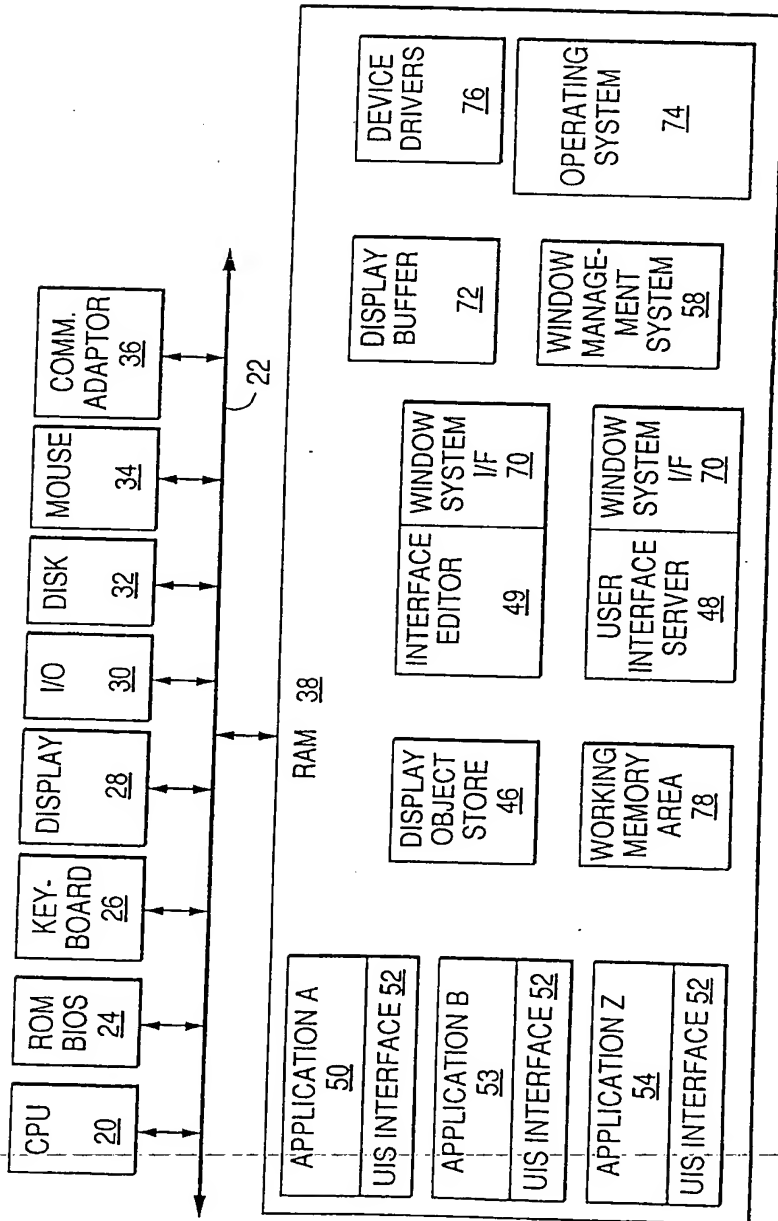 CPU
20
ROM
BIOS
24
KEY-
BOARD
26
DISPLAY
28
I/O
30
DISK
32
MOUSE
34
COMM.
ADAPTOR
36
22
RAM 38
APPLICATION A
50
UIS INTERFACE 52
APPLICATION B
53
UIS INTERFACE 52
APPLICATION Z
54
UIS INTERFACE 52
DISPLAY
OBJECT
STORE
46
WORKING
MEMORY
AREA
78
INTERFACE
EDITOR
49
WINDOW
SYSTEM
I/F
70
USER
INTERFACE
SERVER
48
WINDOW
SYSTEM
I/F
70
DISPLAY
BUFFER
72
WINDOW
MANAGE-
MENT
SYSTEM
58
DEVICE
DRIVERS
76
OPERATING
SYSTEM
74